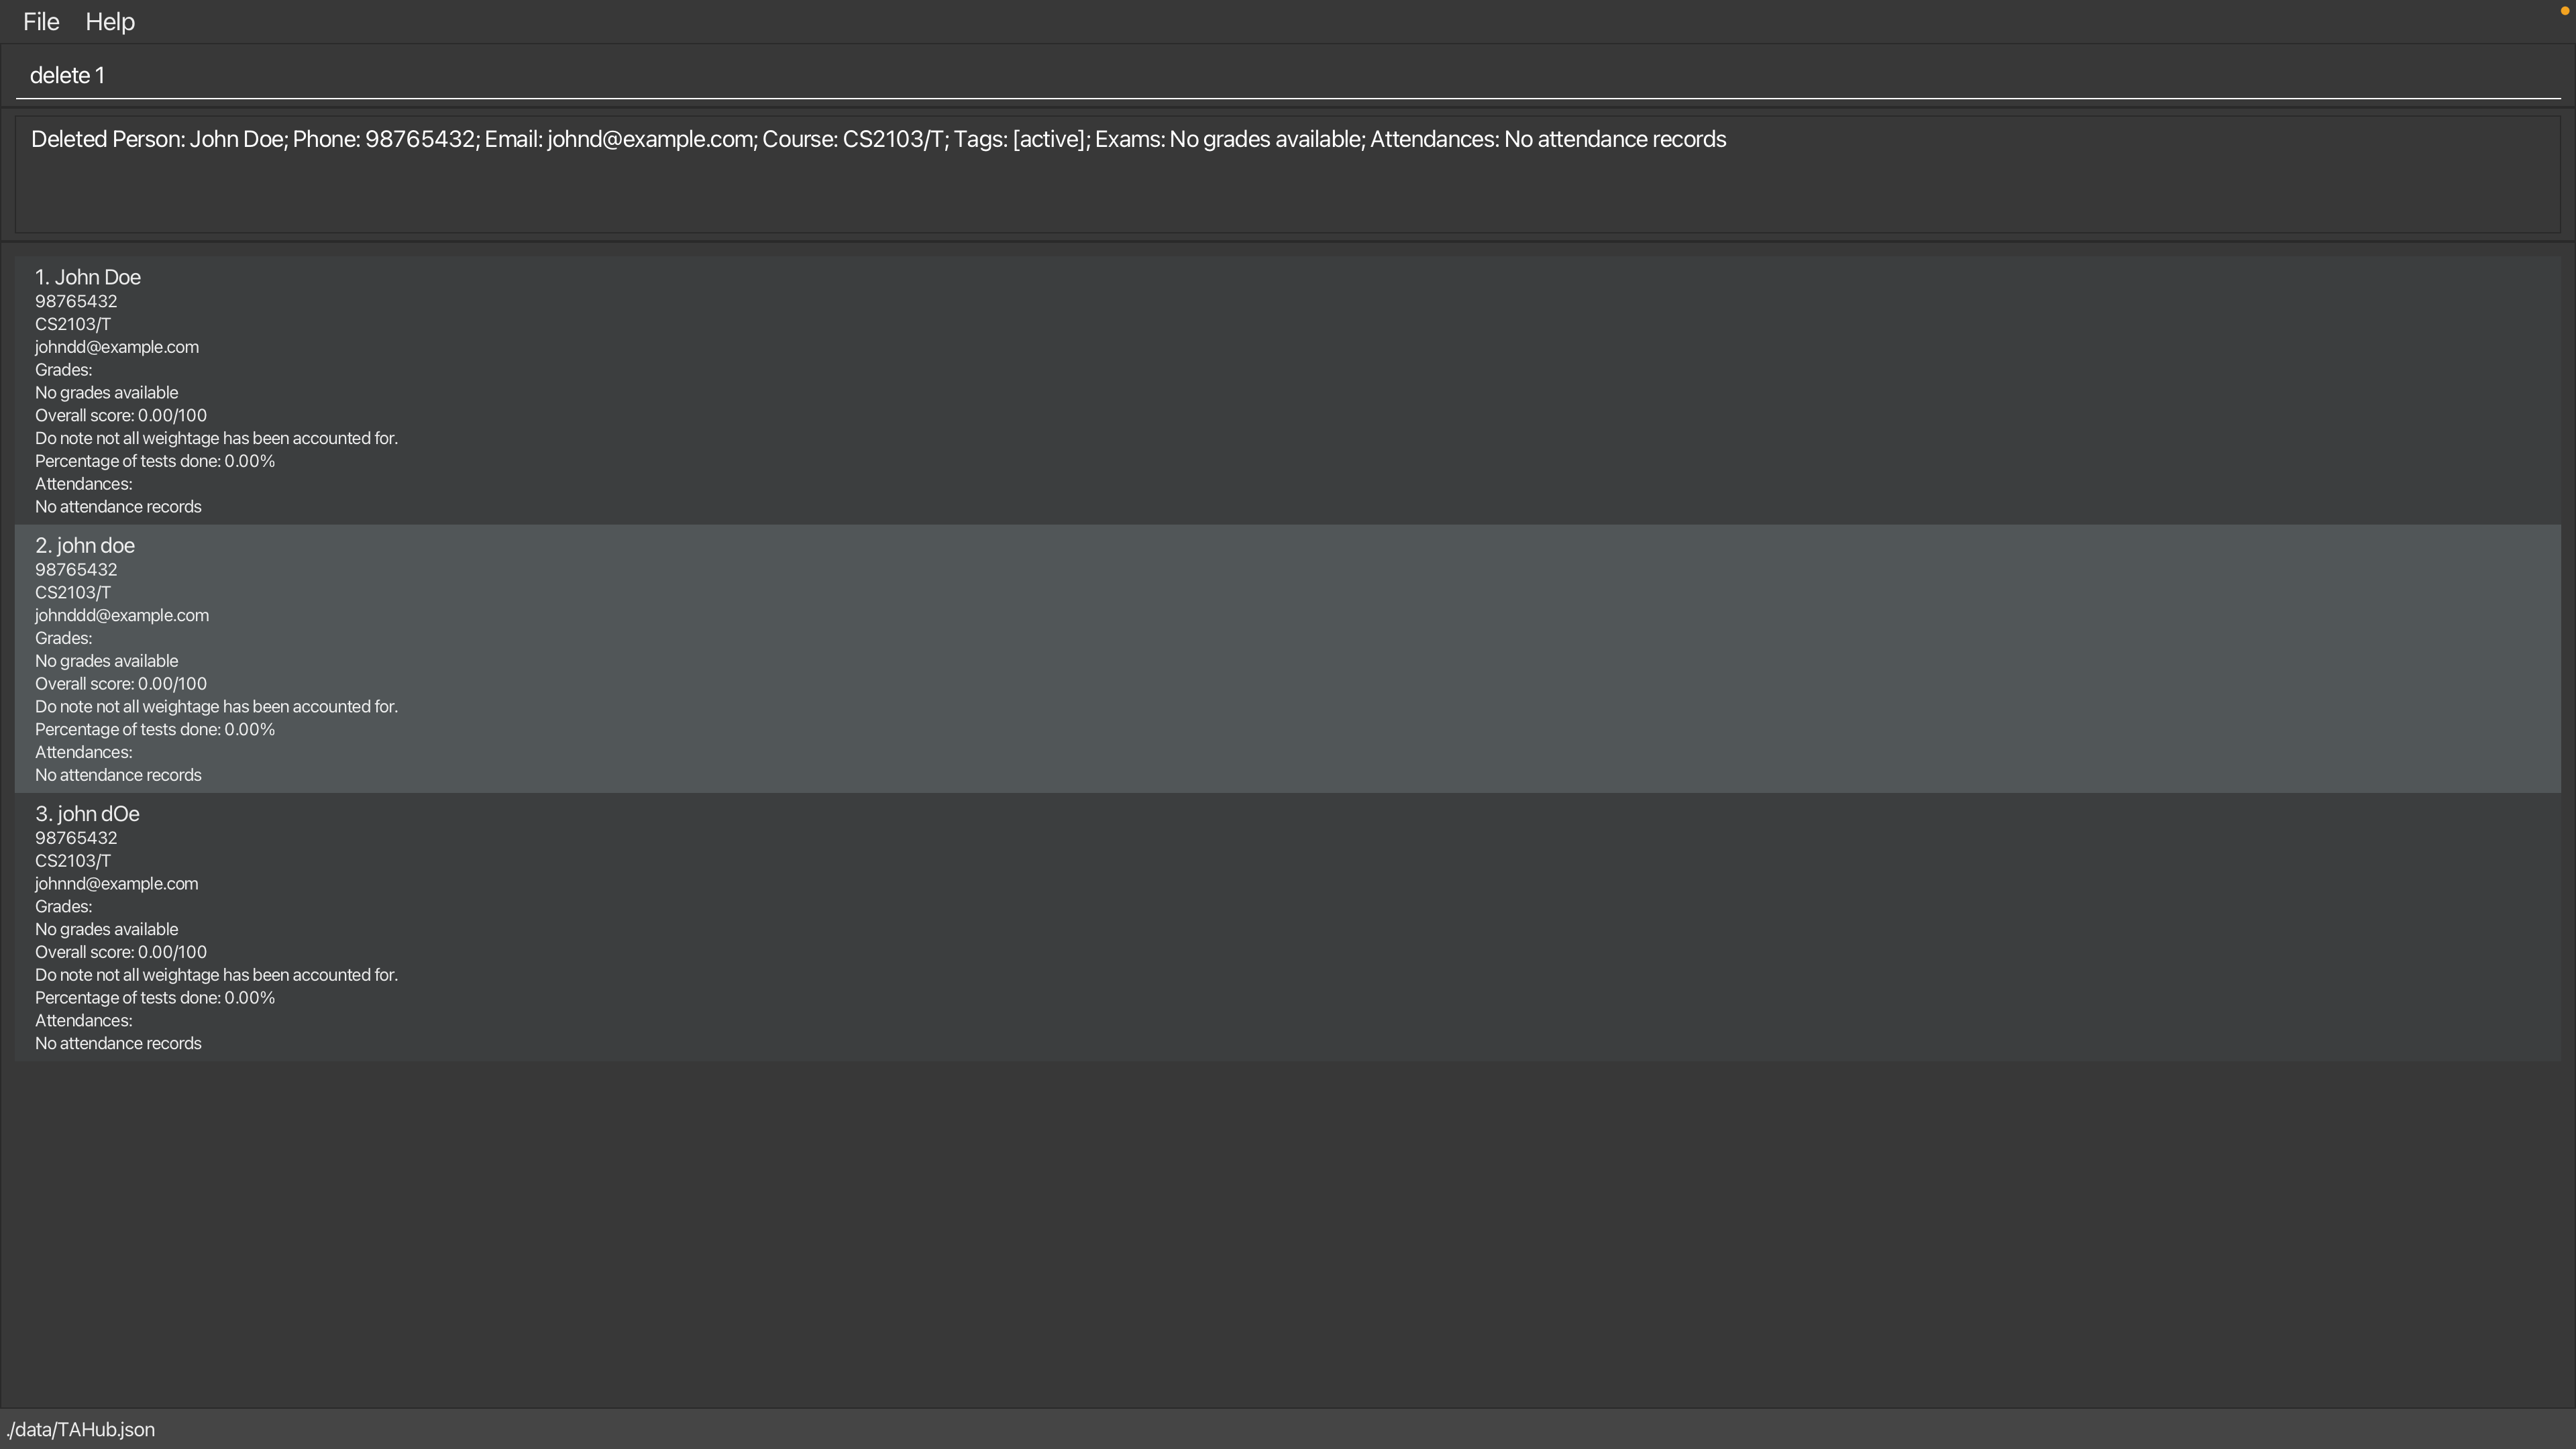 File Help
delete 1
Deleted Person: John Doe; Phone: 98765432; Email: johnd@example.com; Course: CS2103/T; Tags: [active]; Exams: No grades available; Attendances: No attendance records
1. John Doe
98765432
CS2103/T
johndd@example.com
Grades:
No grades available
Overall score: 0.00/100
Do note not all weightage has been accounted for.
Percentage of tests done: 0.00%
Attendances:
No attendance records
2. john doe
98765432
CS2103/T
johnddd@example.com
Grades:
No grades available
Overall score: 0.00/100
Do note not all weightage has been accounted for.
Percentage of tests done: 0.00%
Attendances:
No attendance records
3. john dOe
98765432
CS2103/T
johnnd@example.com
Grades:
No grades available
Overall score: 0.00/100
Do note not all weightage has been accounted for.
Percentage of tests done: 0.00%
Attendances:
No attendance records
./data/TAHub.json